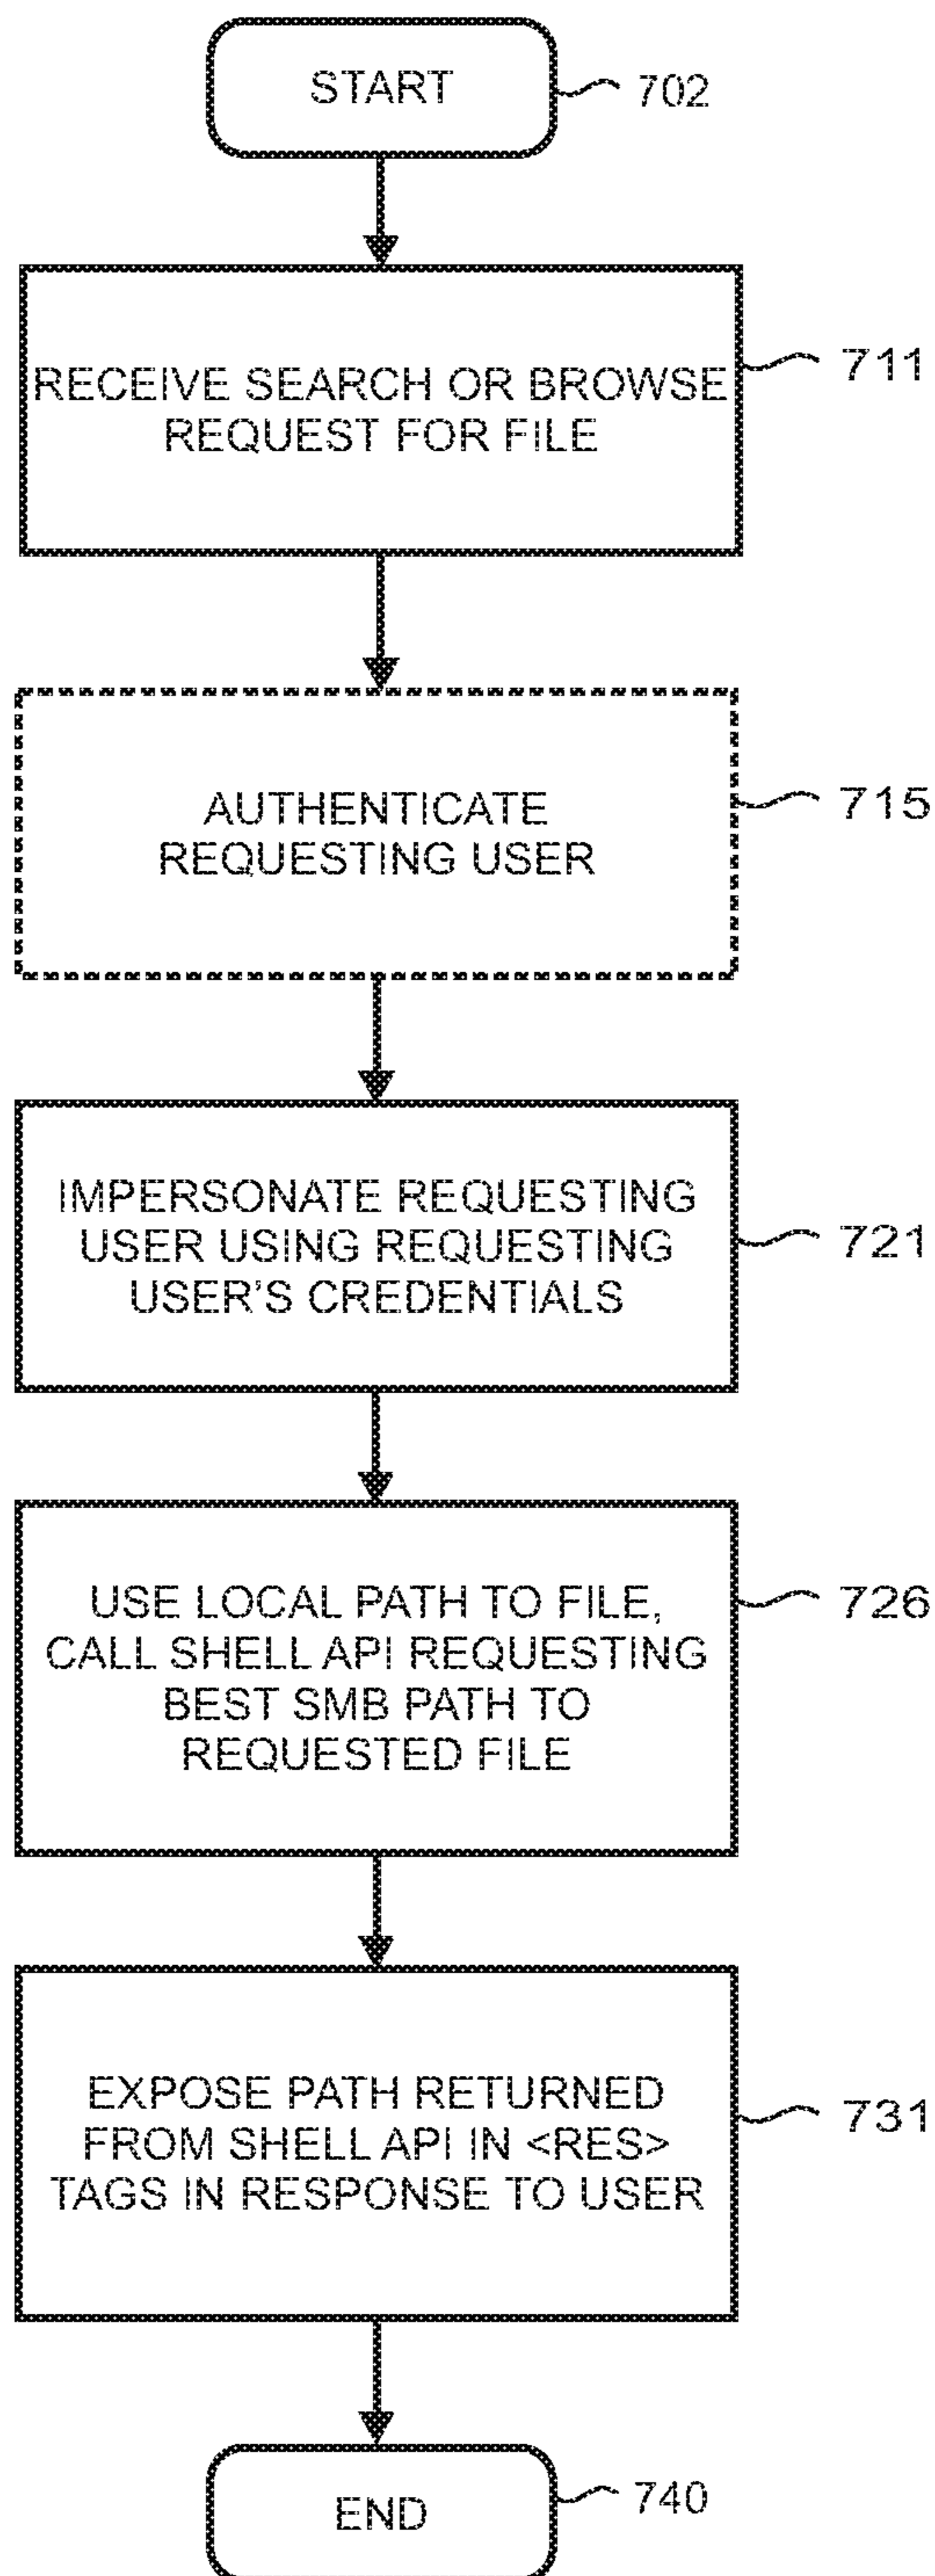 START
702
RECEIVE SEARCH OR BROWSE
REQUEST FOR FILE
711
AUTHENTICATE
REQUESTING USER
715
IMPERSONATE REQUESTING
USER USING REQUESTING
USER'S CREDENTIALS
721
USE LOCAL PATH TO FILE,
CALL SHELL API REQUESTING
BEST SMB PATH TO
REQUESTED FILE
726
EXPOSE PATH RETURNED
FROM SHELL API IN <RES>
TAGS IN RESPONSE TO USER
731
END
740